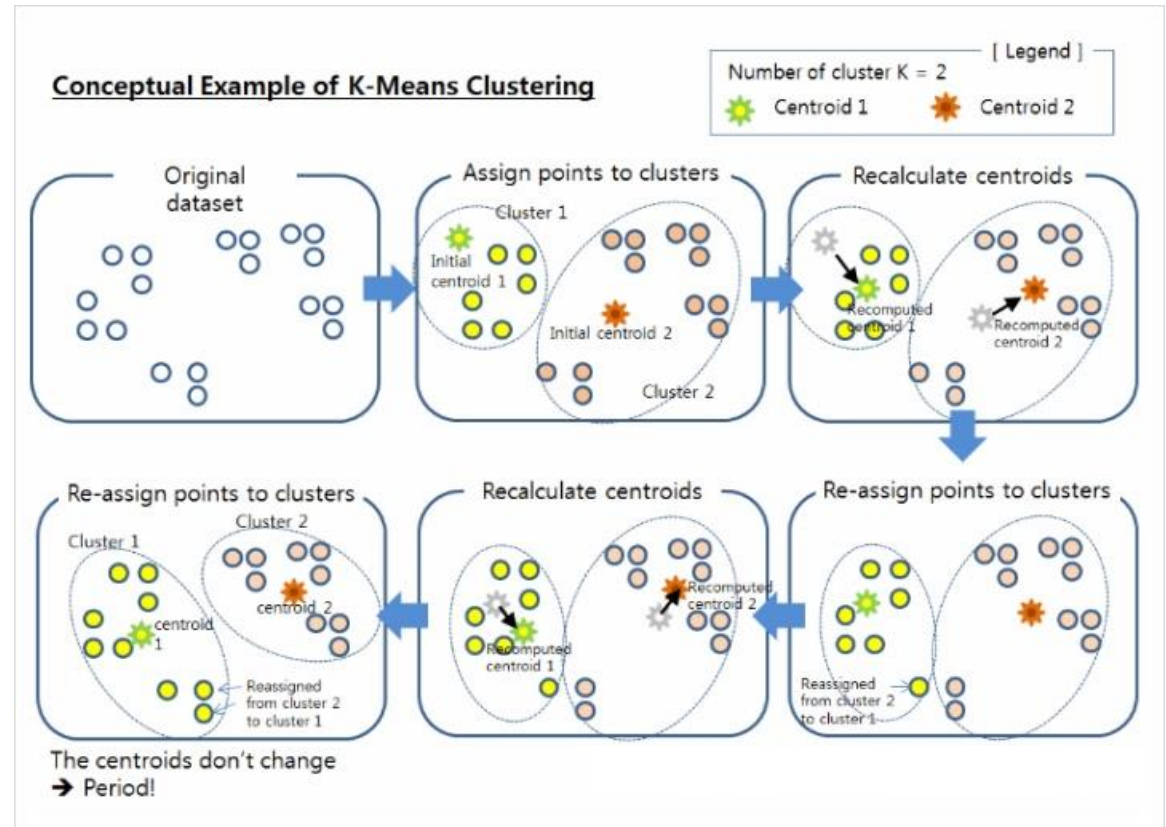 Conceptual Example of K-Means Clustering
[ Legend ]
Number of cluster K = 2
Centroid 1
Centroid 2
Original
dataset
Assign points to clusters
Cluster 1
Initial
centroid 1
Initial centroid 2
Cluster 2
Recalculate centroids
Recomputed
centroid 1
Recomputed
centroid 2
Re-assign points to clusters
Reassigned
from cluster 2
to cluster 1
Recalculate centroids
Recomputed
centroid 2
Recomputed
centroid 1
Re-assign points to clusters
Cluster 2
Cluster 1
centroid 2
centroid
1
Reassigned
from cluster 2
to cluster 1
The centroids don't change
➔ Period!